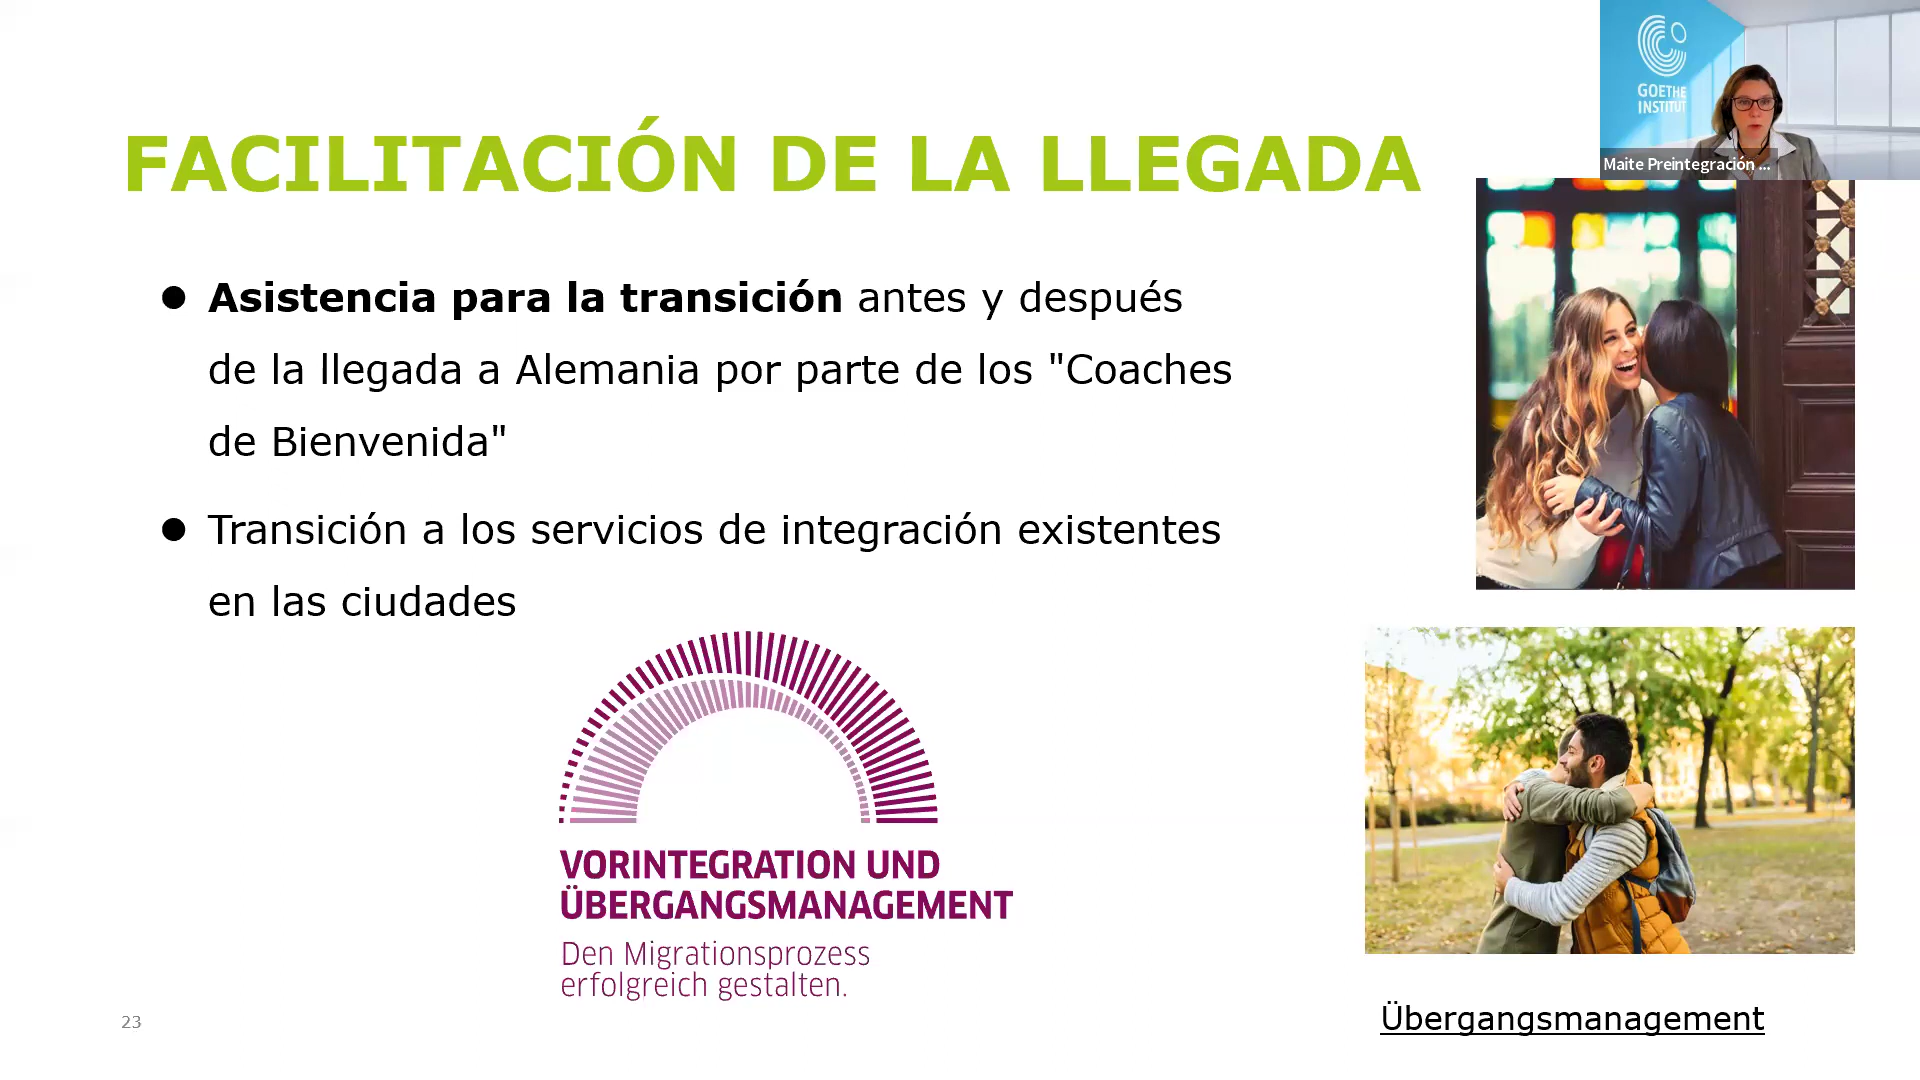 GOETHE
INSTITUT
Maite Preintegración ...
FACILITACIÓN DE LA LLEGADA
● Asistencia para la transición antes y después
de la llegada a Alemania por parte de los "Coaches
de Bienvenida"
● Transición a los servicios de integración existentes
en las ciudades
VORINTEGRATION UND
ÜBERGANGSMANAGEMENT
Den Migrationsprozess
erfolgreich gestalten.
23
Übergangsmanagement